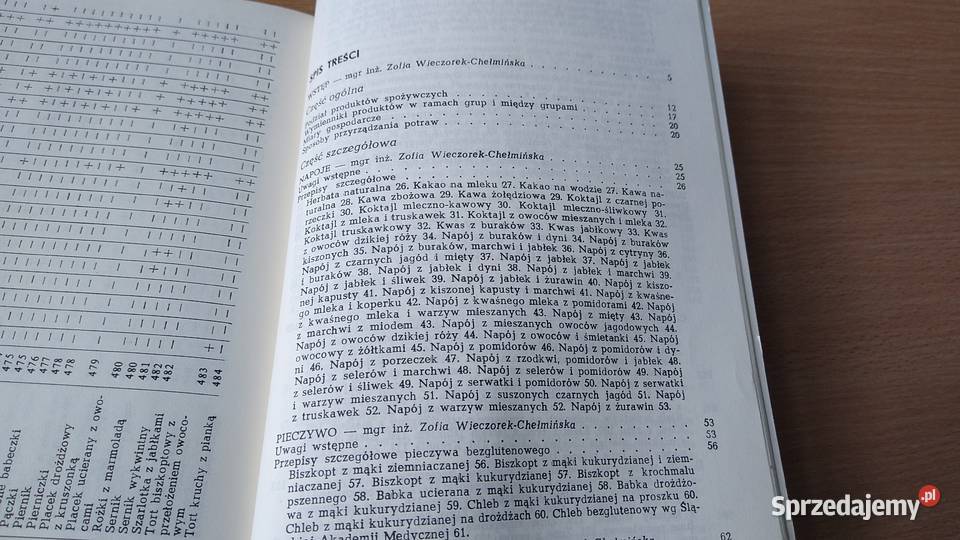 SPIS TREŚCI
WSTĘP — mgr inż. Zofia Wieczorek-Chełmińska . . . . . 5
Część ogólna
Podział produktów spożywczych . . . . . 12
Wymienniki produktów w ramach grup i między grupami . . . . . 17
Miary gospodarcze . . . . . 20
Sposoby przyrządzania potraw . . . . . 20
Część szczegółowa
NAPOJE — mgr inż. Zofia Wieczorek-Chełmińska . . . . . 25
Uwagi wstępne . . . . . 25
Przepisy szczegółowe . . . . . 26
Herbata naturalna 26. Kakao na mleku 27. Kakao na wodzie 27. Kawa na-
turalna 28. Kawa zbożowa 29. Kawa żołędziowa 29. Koktajl z czarnej po-
rzeczki 30. Koktajl mleczno-kawowy 30. Koktajl mleczno-śliwkowy 31.
Koktajl z mleka i truskawek 31. Koktajl z owoców mieszanych i mleka 32.
Koktajl truskawkowy 32. Kwas z buraków 33. Kwas jabłkowy 33. Kwas
z owoców dzikiej róży 34. Napój z buraków i dyni 34. Napój z buraków
kiszonych 35. Napój z buraków, marchwi i jabłek 36. Napój z cytryny 36.
Napój z czarnych jagód i mięty 37. Napój z jabłek 37. Napój z jabłek
i buraków 38. Napój z jabłek i dyni 38. Napój z jabłek i marchwi 39.
Napój z jabłek i śliwek 39. Napój z jabłek i żurawin 40. Napój z kiszo-
nej kapusty 41. Napój z kiszonej kapusty i marchwi 41. Napój z kwaśne-
go mleka i koperku 42. Napój z kwaśnego mleka z pomidorami 42. Napój
z kwaśnego mleka i warzyw mieszanych 43. Napój z mięty 43. Napój
z marchwi z miodem 43. Napój z mieszanych owoców jagodowych 44.
Napój z owoców dzikiej róży 44. Napój z owoców i śmietanki 45. Napój
owocowy z żółtkami 45. Napój z pomidorów 46. Napój z pomidorów i dy-
ni 46. Napój z porzeczek 47. Napój z rzodkwi, pomidorów i jabłek 48.
Napój z selerów i marchwi 48. Napój z selerów i pomidorów 49. Napój
z selerów i śliwek 49. Napój z serwatki i pomidorów 50. Napój z serwatki
i warzyw mieszanych 51. Napój z suszonych czarnych jagód 51. Napój
z truskawek 52. Napój z warzyw mieszanych 52. Napój z żurawin 53.
PIECZYWO — mgr inż. Zofia Wieczorek-Chełmińska . . . . . 53
Uwagi wstępne . . . . . 53
Przepisy szczegółowe pieczywa bezglutenowego . . . . . 56
Biszkopt z mąki ziemniaczanej 56. Biszkopt z mąki kukurydzianej i ziem-
niaczanej 57. Biszkopt z mąki kukurydzianej 57. Biszkopt z krochmalu
pszennego 58. Babka ucierana z mąki kukurydzianej 58. Babka drożdżo-
wa z mąki kukurydzianej 59. Chleb z mąki kukurydzianej na proszku 60.
Chleb z mąki kukurydzianej na drożdżach 60. Chleb bezglutenowy wg Ślą-
skiej Akademii Medycznej 61.
62
babeczki
Pączki 475
Piernik 475
Pierniczki 476
Placek drożdżowy 477
z kruszonką 478
Placek ucierany z owo- 478
cami
Rożki z marmoladą 479
Sernik 480
Sernik wykwintny 480
Szarlotka z jabłkami 481
Tort biszkoptowy z 482
przełożeniem owoco- 482
wym
Tort kruchy z pianką 483
484
Sprzedajemy.pl